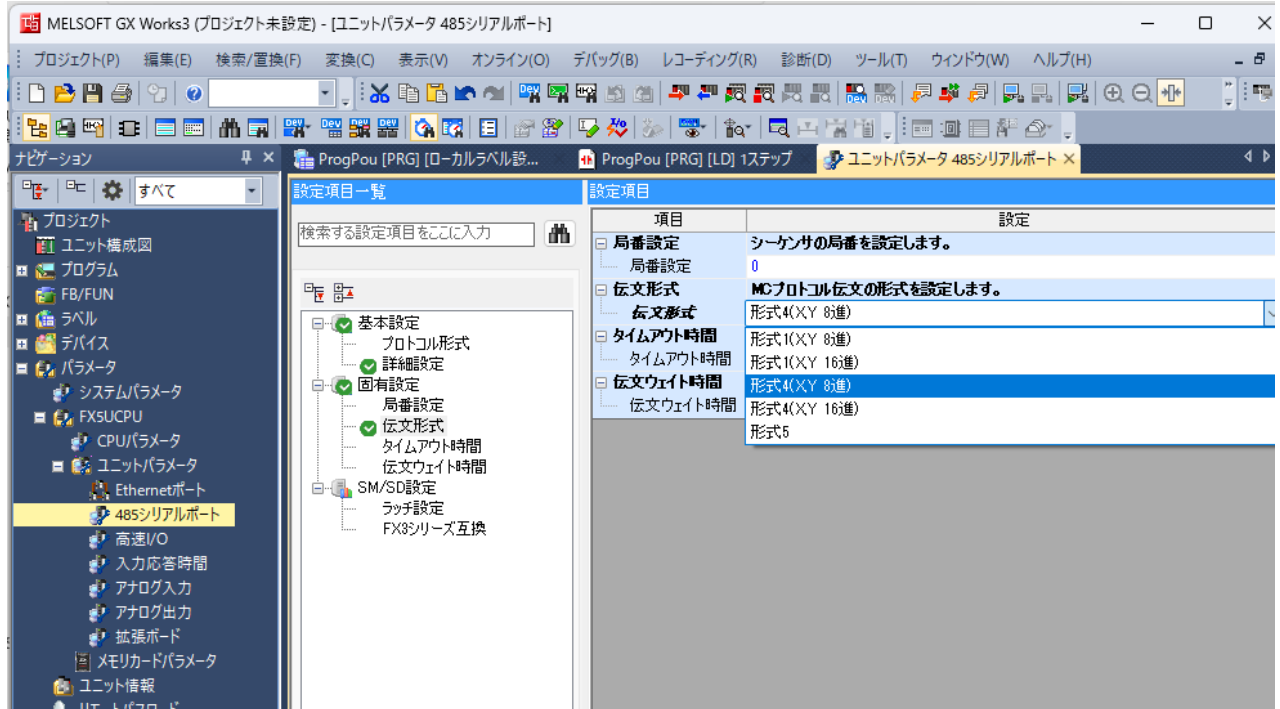 MELSOFT GX Works3 (プロジェクト未設定) - [ユニットパラメータ 485シリアルポート]
プロジェクト(P) 編集(E) 検索/置換(F) 変換(C) 表示(V) オンライン(O) デバッグ(B) レコーディング(R) 診断(D) ツール(T) ウィンドウ(W) ヘルプ(H)
ナビゲーション
ProgPou [PRG] [ローカルラベル設...
ProgPou [PRG] [LD] 1ステップ
ユニットパラメータ 485シリアルポート
すべて
プロジェクト
ユニット構成図
プログラム
FB/FUN
ラベル
デバイス
パラメータ
システムパラメータ
FX5UCPU
CPUパラメータ
ユニットパラメータ
Ethernetポート
485シリアルポート
高速I/O
入力応答時間
アナログ入力
アナログ出力
拡張ボード
メモリカードパラメータ
ユニット情報
リモートパスワード
設定項目一覧
検索する設定項目をここに入力
基本設定
プロトコル形式
詳細設定
固有設定
局番設定
伝文形式
タイムアウト時間
伝文ウェイト時間
SM/SD設定
ラッチ設定
FX3シリーズ互換
設定項目
項目 設定
局番設定 シーケンサの局番を設定します。
局番設定 0
伝文形式 MCプロトコル伝文の形式を設定します。
伝文形式 形式4(XY 8進)
タイムアウト時間
タイムアウト時間
伝文ウェイト時間
伝文ウェイト時間
形式1(XY 8進)
形式1(XY 16進)
形式4(XY 8進)
形式4(XY 16進)
形式5